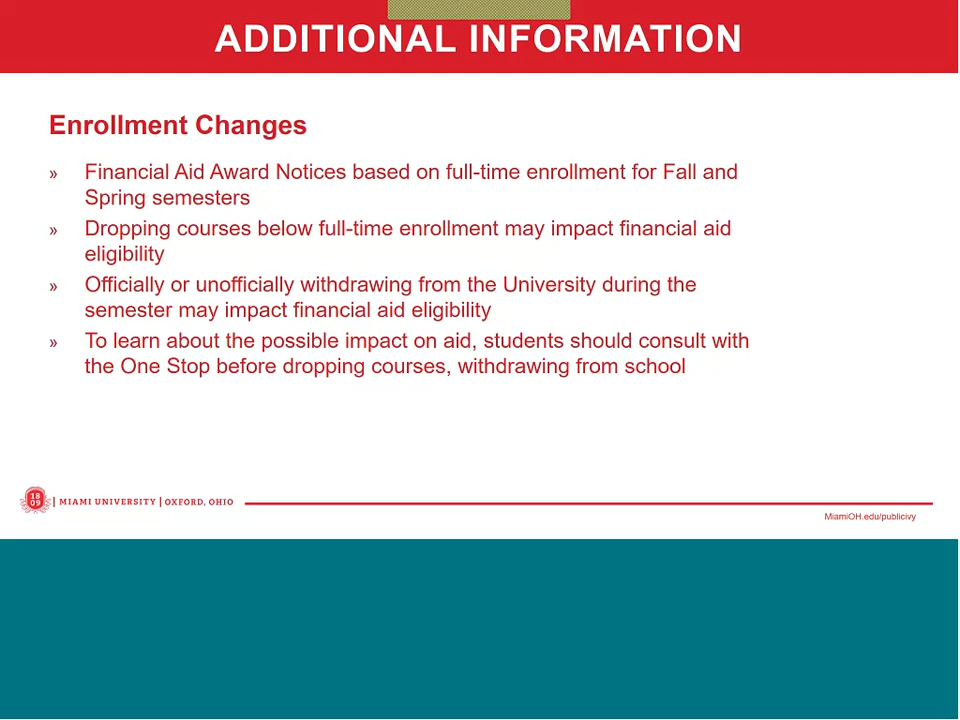 ADDITIONAL INFORMATION
Enrollment Changes
» Financial Aid Award Notices based on full-time enrollment for Fall and
Spring semesters
» Dropping courses below full-time enrollment may impact financial aid
eligibility
» Officially or unofficially withdrawing from the University during the
semester may impact financial aid eligibility
» To learn about the possible impact on aid, students should consult with
the One Stop before dropping courses, withdrawing from school
18
09
| MIAMI UNIVERSITY | OXFORD, OHIO
MiamiOH.edu/publicivy